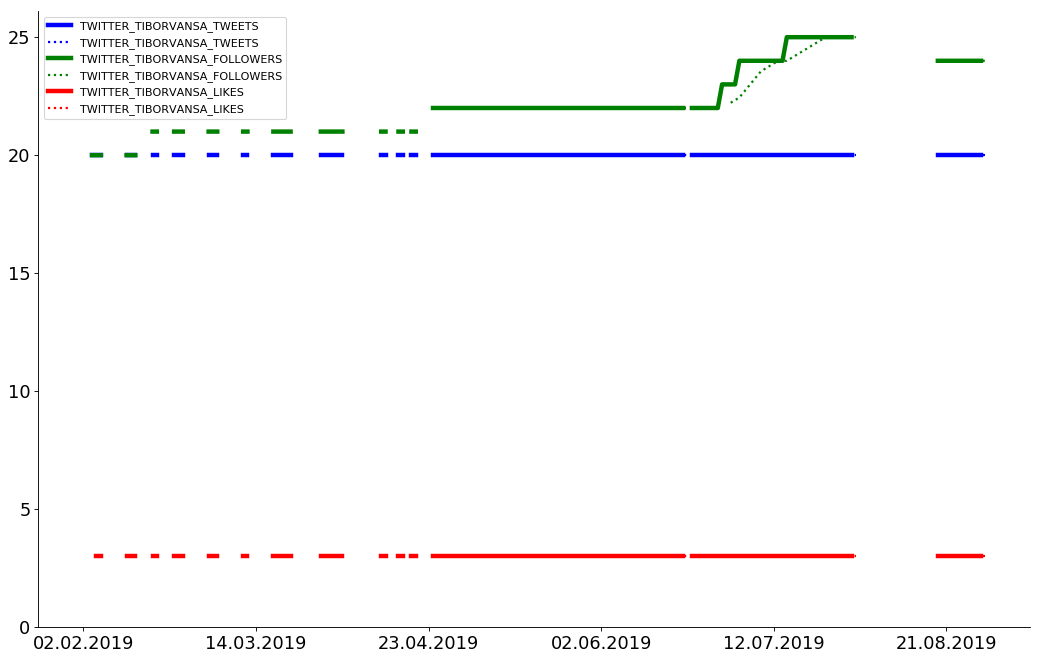 25
20
15
10
5
0
TWITTER_TIBORVANSA_TWEETS
TWITTER_TIBORVANSA_TWEETS
TWITTER_TIBORVANSA_FOLLOWERS
TWITTER_TIBORVANSA_FOLLOWERS
TWITTER_TIBORVANSA_LIKES
TWITTER_TIBORVANSA_LIKES
02.02.2019 14.03.2019 23.04.2019 02.06.2019 12.07.2019 21.08.2019